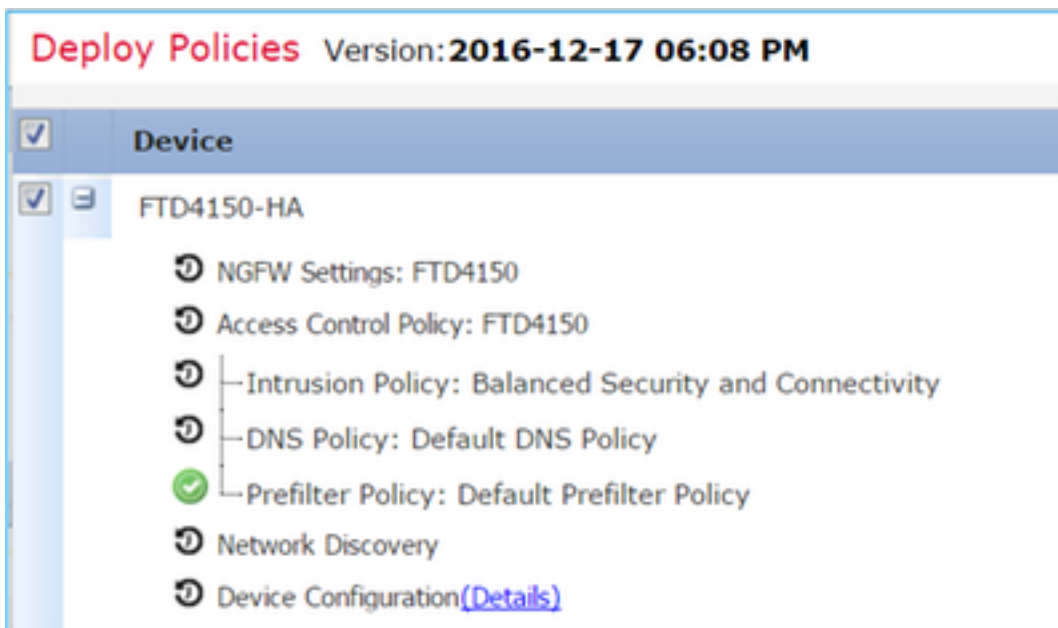 Deploy Policies Version:2016-12-17 06:08 PM
Device
FTD4150-HA
NGFW Settings: FTD4150
Access Control Policy: FTD4150
Intrusion Policy: Balanced Security and Connectivity
DNS Policy: Default DNS Policy
Prefilter Policy: Default Prefilter Policy
Network Discovery
Device Configuration(Details)